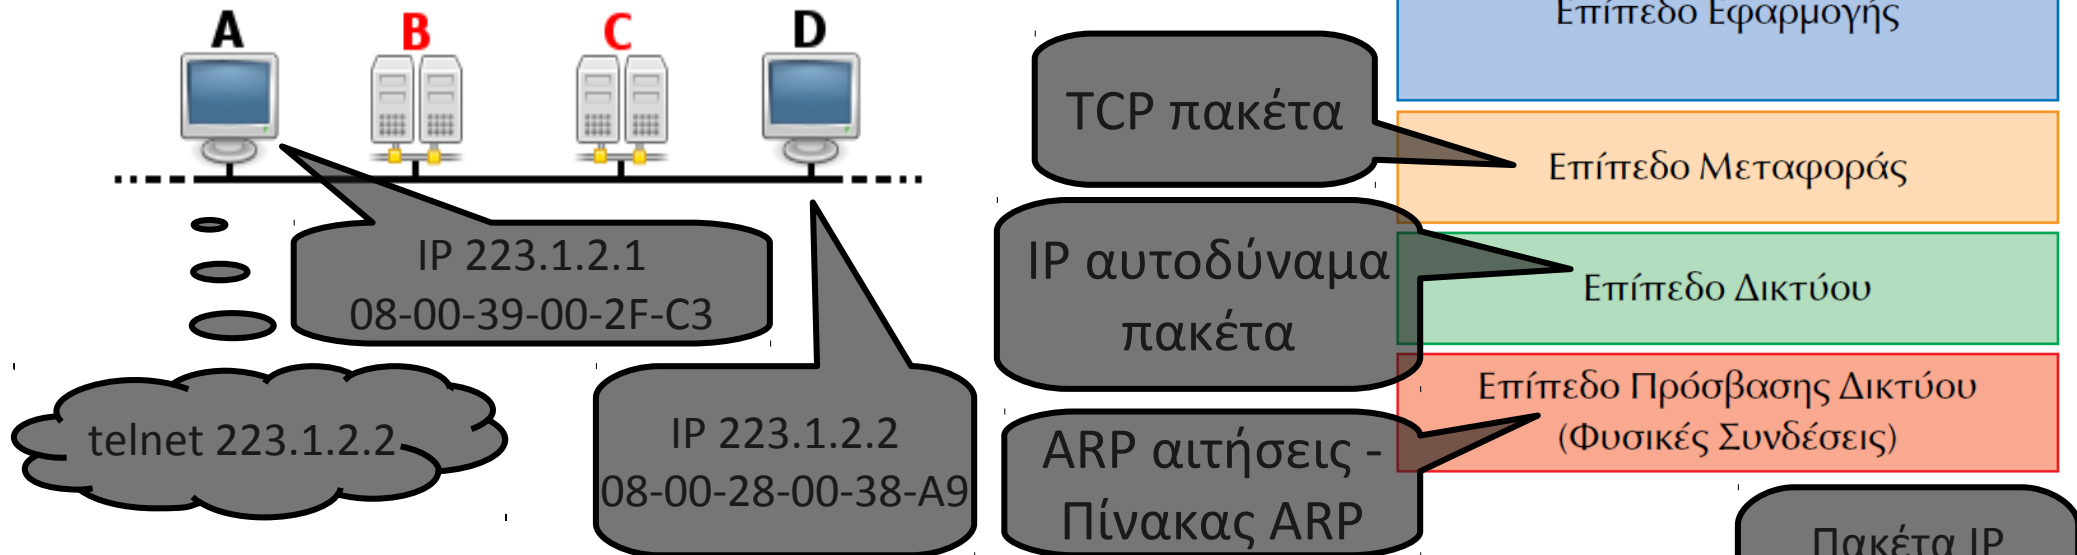 A
B
C
D
IP 223.1.2.1
08-00-39-00-2F-C3
telnet 223.1.2.2
IP 223.1.2.2
08-00-28-00-38-A9
TCP πακέτα
IP αυτοδύναμα
πακέτα
ARP αιτήσεις -
Πίνακας ARP
Επίπεδο Εφαρμογής
Επίπεδο Μεταφοράς
Επίπεδο Δικτύου
Επίπεδο Πρόσβασης Δικτύου
(Φυσικές Συνδέσεις)
Πακέτα IP